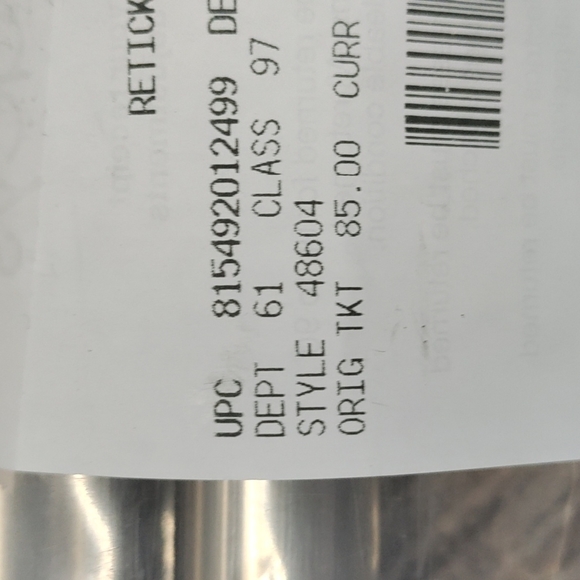 RETICK
UPC 815492012499 DE
DEPT 61 CLASS 97
STYLE 48604
ORIG TKT 85.00 CURR